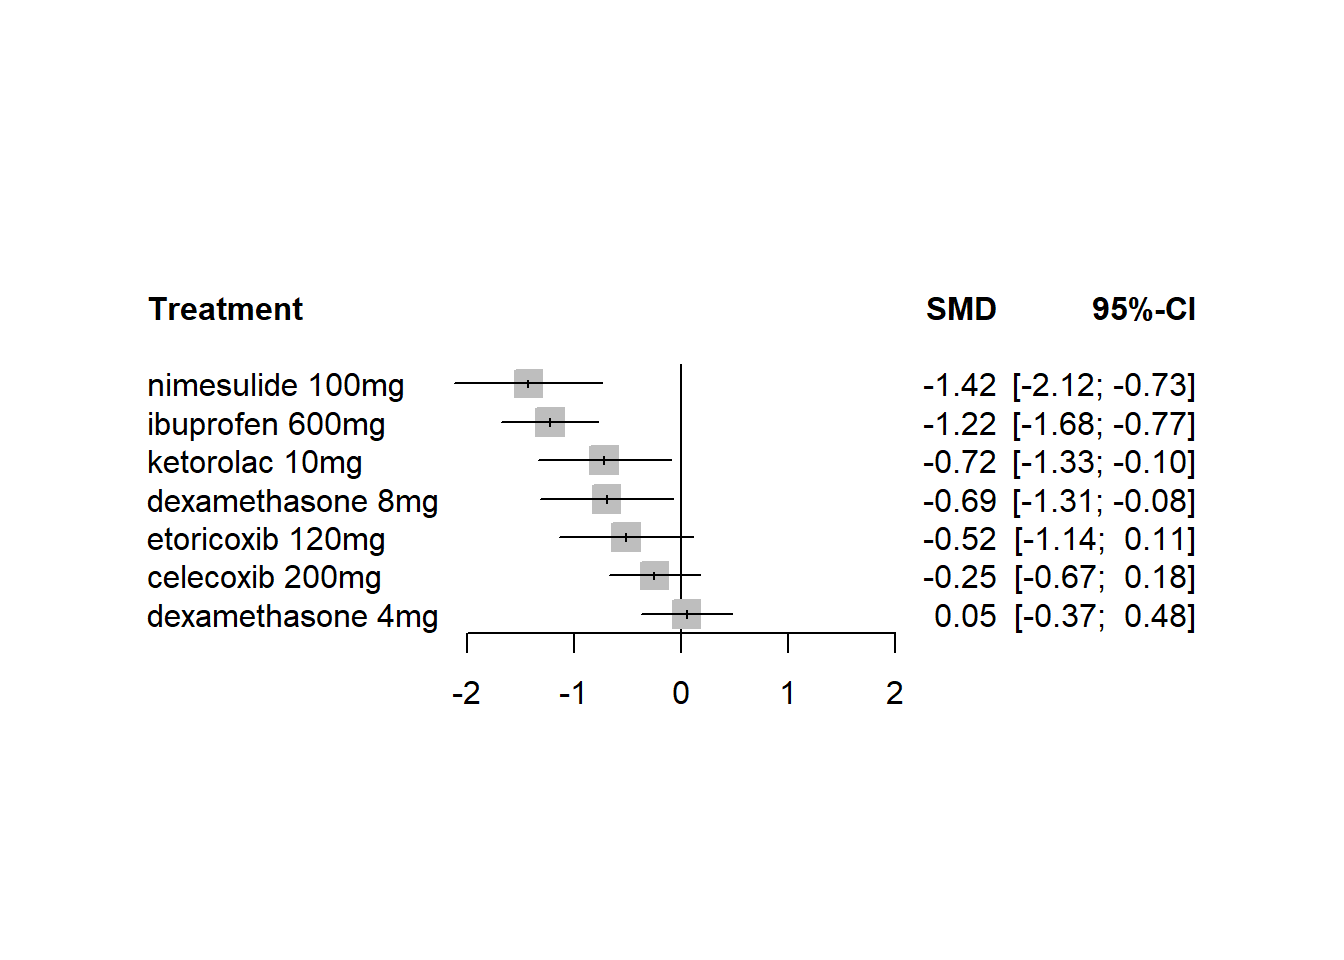 Treatment SMD 95%-CI
nimesulide 100mg -1.42 [-2.12; -0.73]
ibuprofen 600mg -1.22 [-1.68; -0.77]
ketorolac 10mg -0.72 [-1.33; -0.10]
dexamethasone 8mg -0.69 [-1.31; -0.08]
etoricoxib 120mg -0.52 [-1.14; 0.11]
celecoxib 200mg -0.25 [-0.67; 0.18]
dexamethasone 4mg 0.05 [-0.37; 0.48]
-2 -1 0 1 2